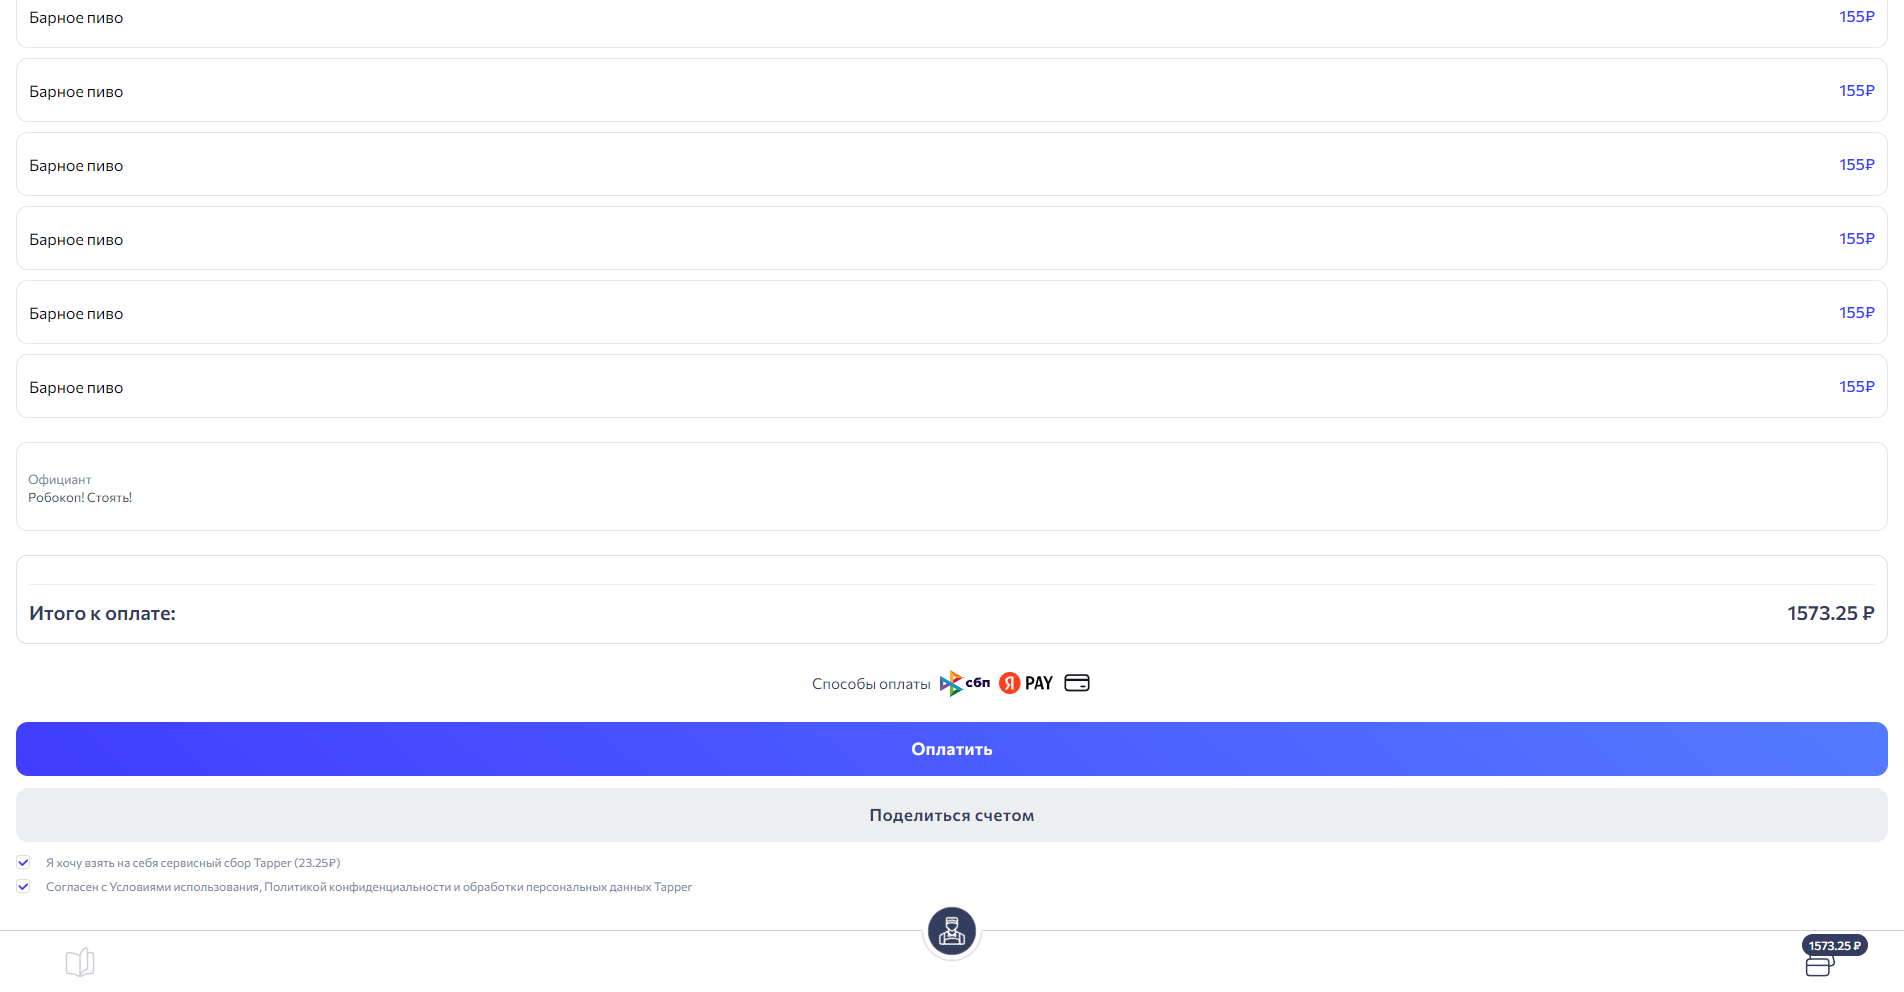 Барное пиво 155₽
Барное пиво 155₽
Барное пиво 155₽
Барное пиво 155₽
Барное пиво 155₽
Барное пиво 155₽
Официант
Робокоп! Стоять!
Итого к оплате: 1573.25 ₽
Способы оплаты сбп Я PAY
Оплатить
Поделиться счетом
Я хочу взять на себя сервисный сбор Tapper (23.25₽)
Согласен с Условиями использования, Политикой конфиденциальности и обработки персональных данных Tapper
1573.25 ₽